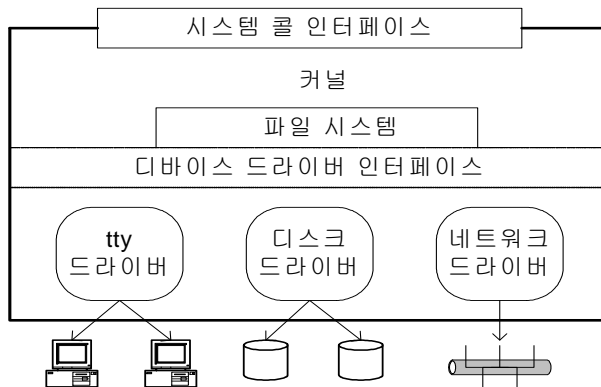 시스템 콜 인터페이스
커널
파일 시스템
디바이스 드라이버 인터페이스
tty
드라이버
디스크
드라이버
네트워크
드라이버